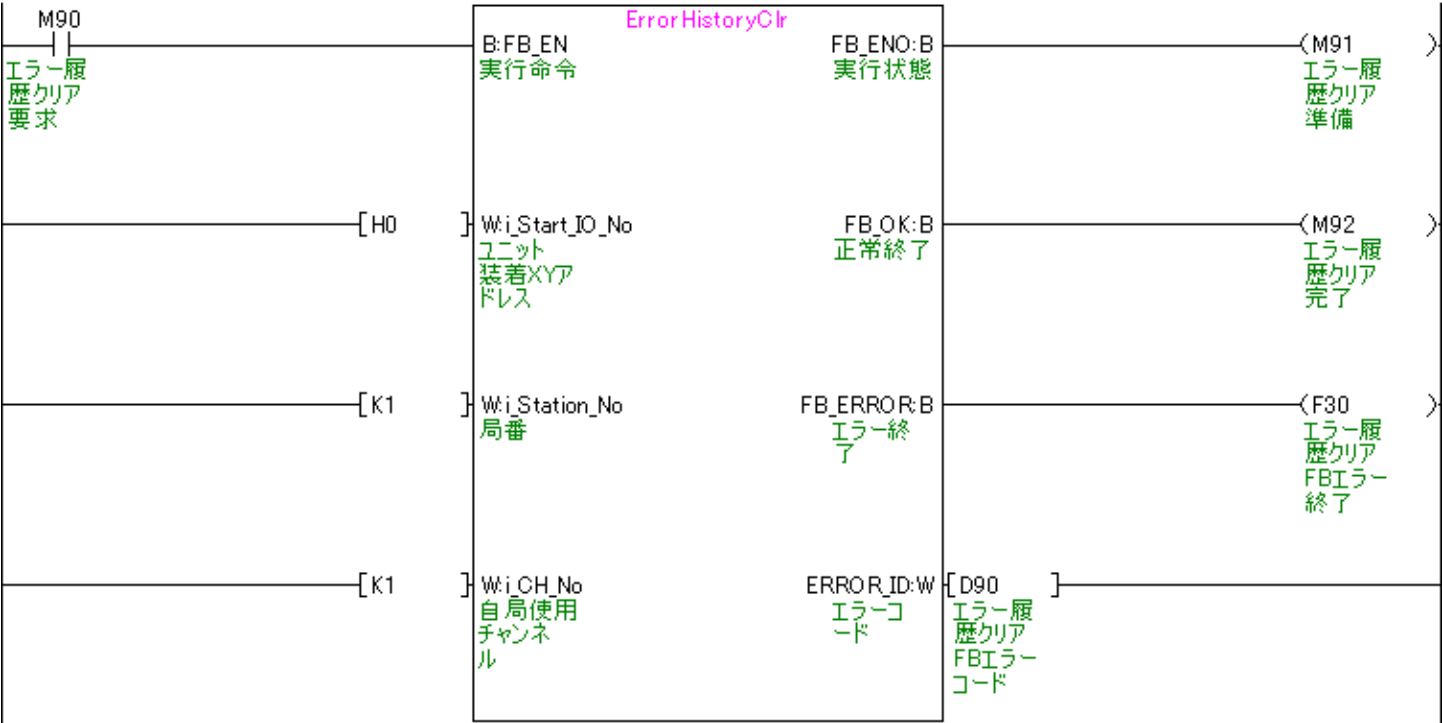 M90
エラー履
歴クリア
要求
ErrorHistoryClr
B:FB_EN
実行命令
FB_ENO:B
実行状態
(M91 )
エラー履
歴クリア
準備
[H0 ]
W:i_Start_IO_No
ユニット
装着XYア
ドレス
FB_OK:B
正常終了
(M92 )
エラー履
歴クリア
完了
[K1 ]
W:i_Station_No
局番
FB_ERROR:B
エラー終
了
(F30 )
エラー履
歴クリア
FBエラー
終了
[K1 ]
W:i_CH_No
自局使用
チャンネ
ル
ERROR_ID:W
エラーコ
ード
[D90 ]
エラー履
歴クリア
FBエラー
コード